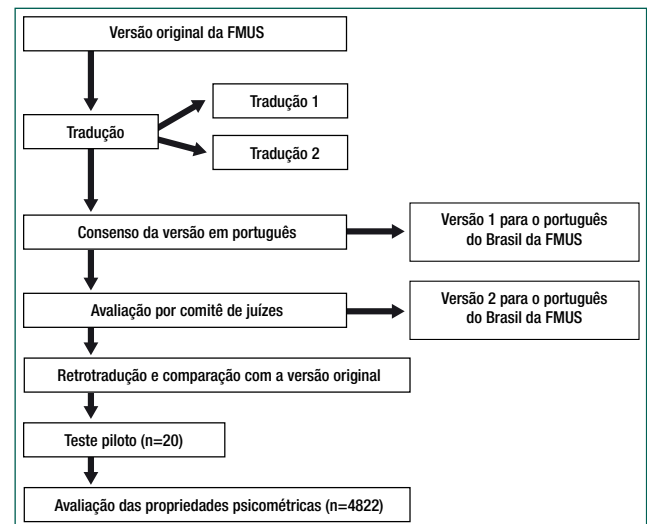 Versão original da FMUS
Tradução 1
Tradução
Tradução 2
Consenso da versão em português
Versão 1 para o português
do Brasil da FMUS
Avaliação por comitê de juízes
Versão 2 para o português
do Brasil da FMUS
Retrotradução e comparação com a versão original
Teste piloto (n=20)
Avaliação das propriedades psicométricas (n=4822)